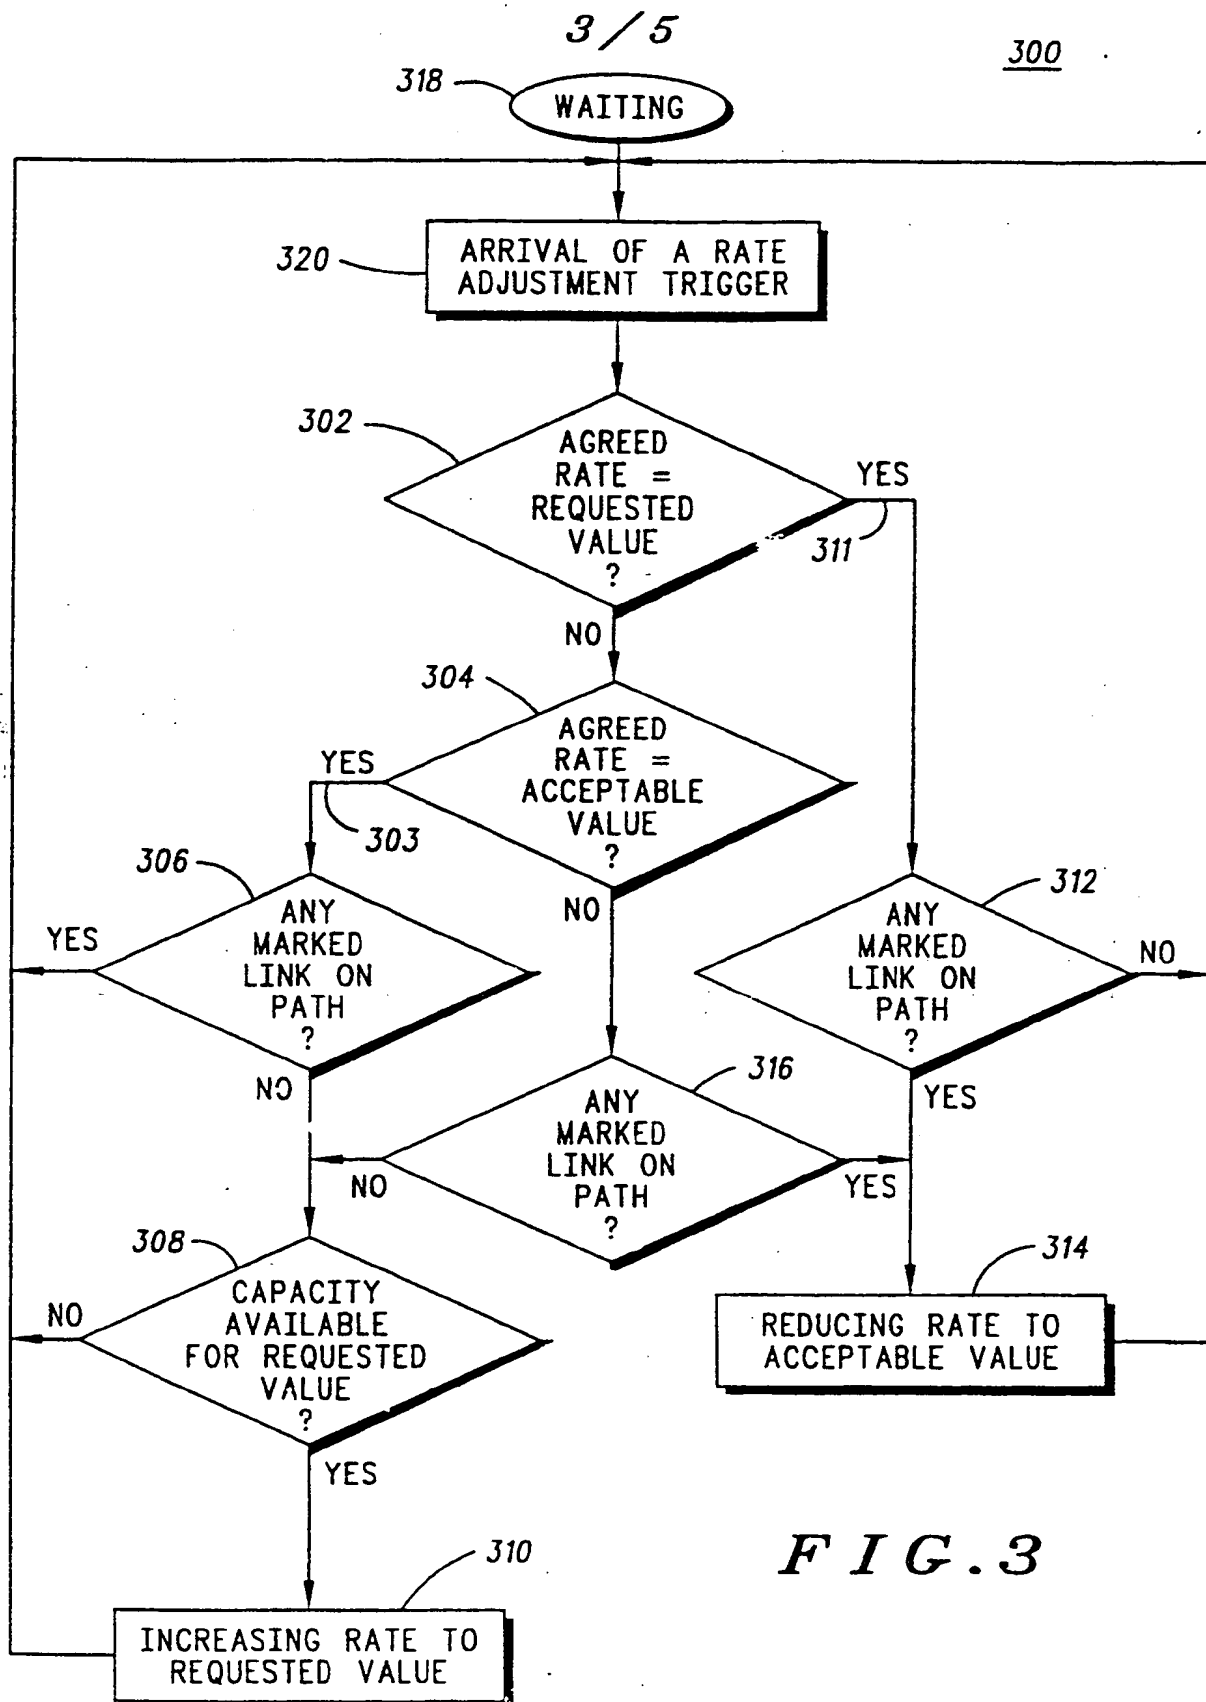 3/5
300
318
WAITING
320
ARRIVAL OF A RATE
ADJUSTMENT TRIGGER
302
AGREED
RATE =
REQUESTED
VALUE
?
YES
311
NO
304
AGREED
RATE =
ACCEPTABLE
VALUE
?
YES
303
NO
306
ANY
MARKED
LINK ON
PATH
?
YES
NO
312
ANY
MARKED
LINK ON
PATH
?
NO
YES
316
ANY
MARKED
LINK ON
PATH
?
NO
YES
308
CAPACITY
AVAILABLE
FOR REQUESTED
VALUE
?
NO
YES
314
REDUCING RATE TO
ACCEPTABLE VALUE
310
INCREASING RATE TO
REQUESTED VALUE
FIG.3